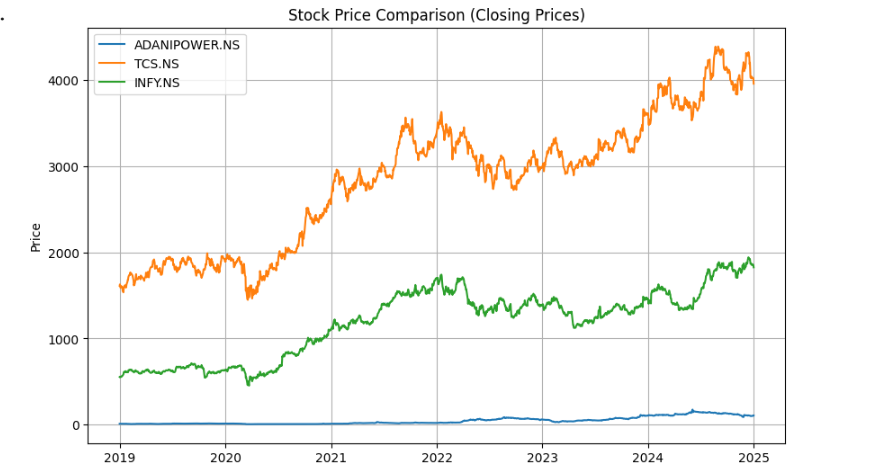 .
Stock Price Comparison (Closing Prices)
ADANIPOWER.NS
TCS.NS
INFY.NS
Price
4000
3000
2000
1000
0
2019 2020 2021 2022 2023 2024 2025